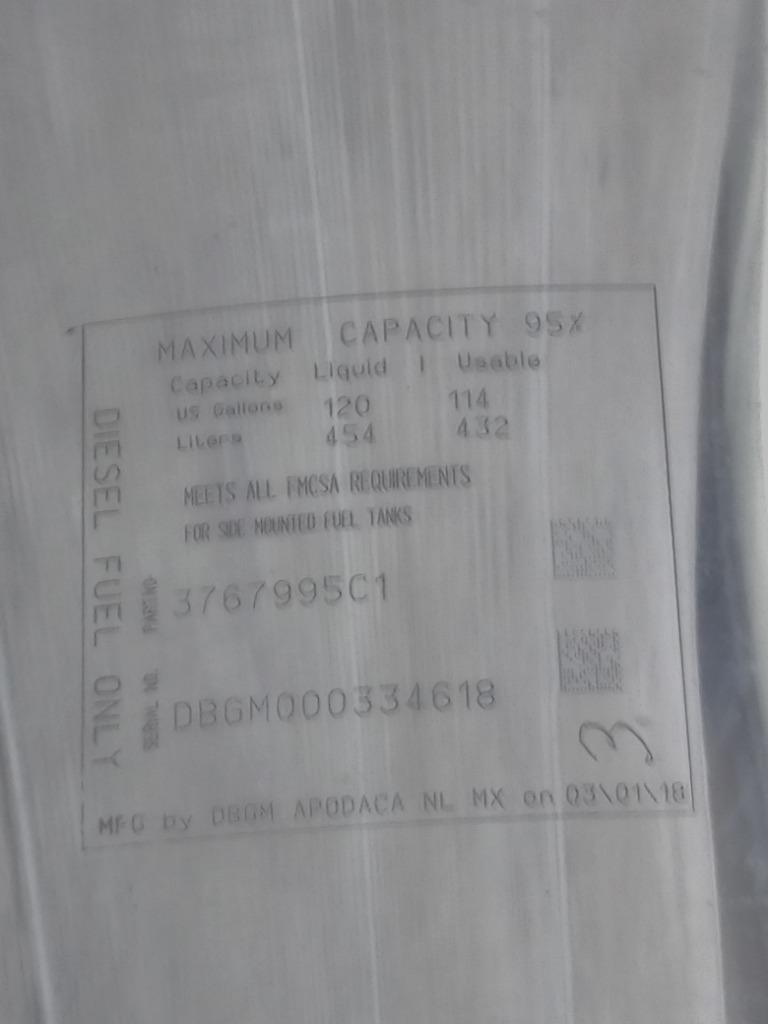 MAXIMUM CAPACITY 95%
Capacity Liquid | Usable
US Gallons 120 114
Liters 454 432
MEETS ALL FMCSA REQUIREMENTS
FOR SIDE MOUNTED FUEL TANKS
PART NO. 3767995C1
SERIAL NO. DBGM000334618
3.
MFG by DBGM APODACA NL MX on 03\01\18
DIESEL FUEL ONLY